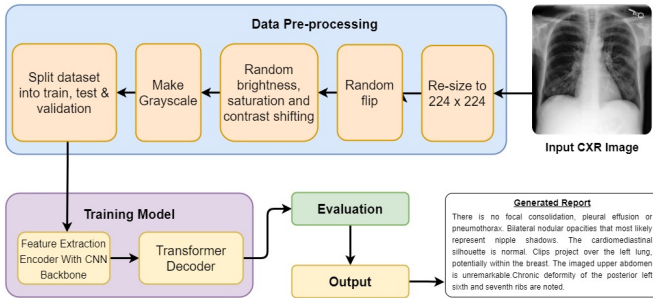 Data Pre-processing
Split dataset
into train, test &
validation
Make
Grayscale
Random
brightness,
saturation and
contrast shifting
Random
flip
Re-size to
224 x 224
Input CXR Image
Training Model
Feature Extraction
Encoder With CNN
Backbone
Transformer
Decoder
Evaluation
Output
Generated Report
There is no focal consolidation, pleural effusion or
pneumothorax. Bilateral nodular opacities that most likely
represent nipple shadows. The cardiomediastinal
silhouette is normal. Clips project over the left lung,
potentially within the breast. The imaged upper abdomen
is unremarkable.Chronic deformity of the posterior left
sixth and seventh ribs are noted.